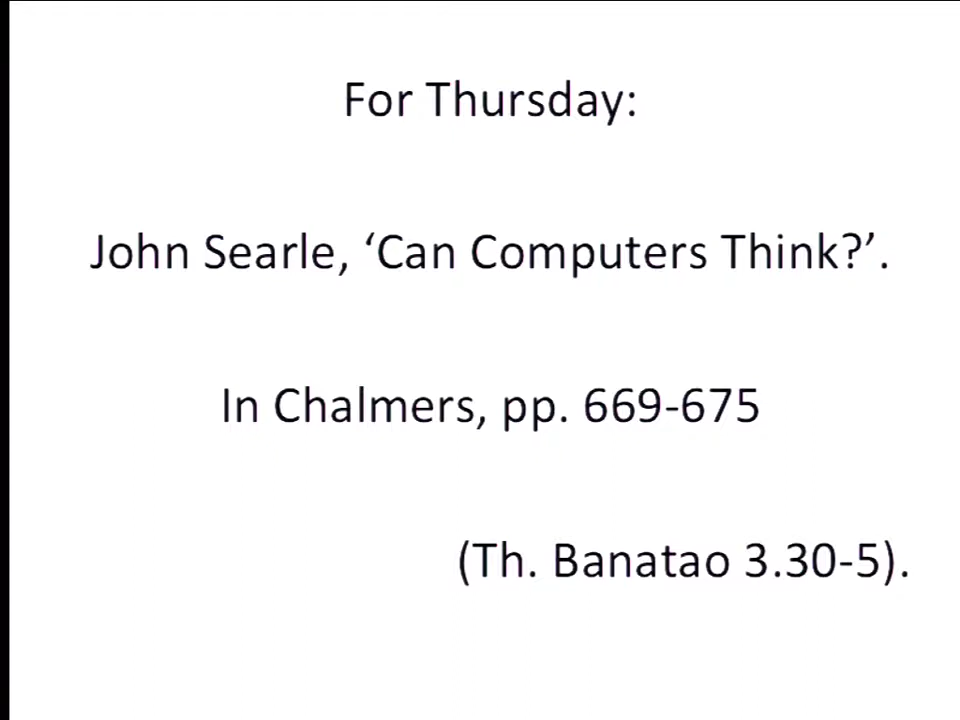 For Thursday:
John Searle, ‘Can Computers Think?’.
In Chalmers, pp. 669-675
(Th. Banatao 3.30-5).